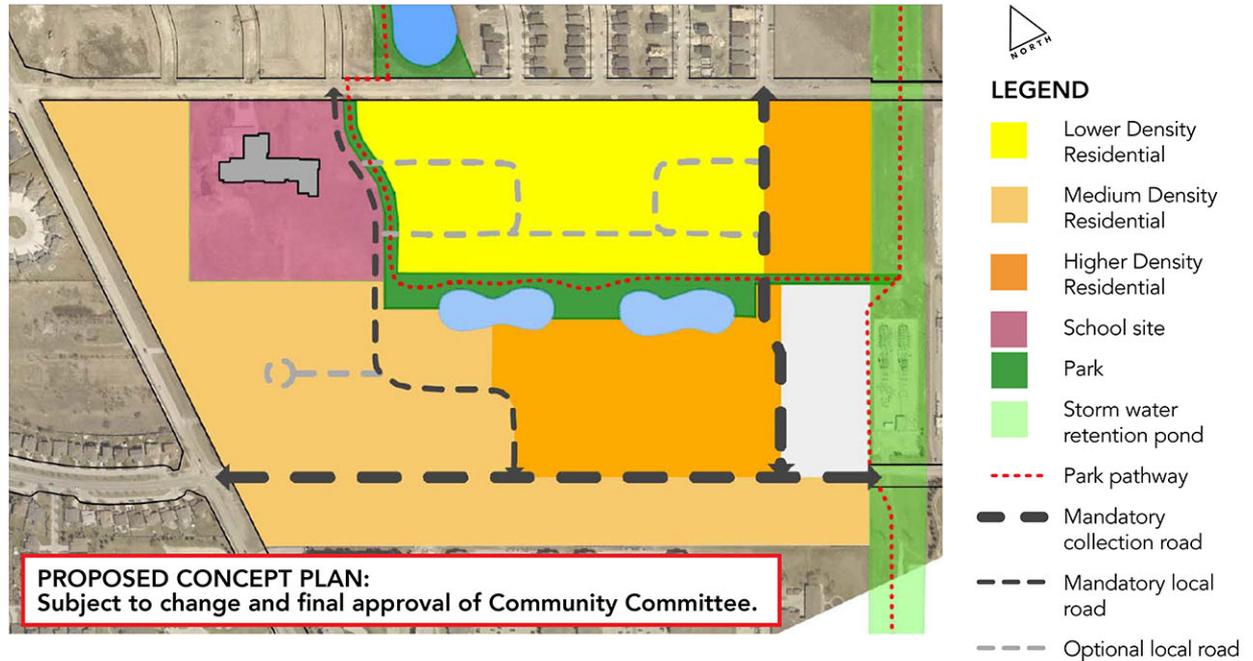 NORTH
LEGEND
Lower Density
Residential
Medium Density
Residential
Higher Density
Residential
School site
Park
Storm water
retention pond
Park pathway
Mandatory
collection road
Mandatory local
road
Optional local road
PROPOSED CONCEPT PLAN:
Subject to change and final approval of Community Committee.